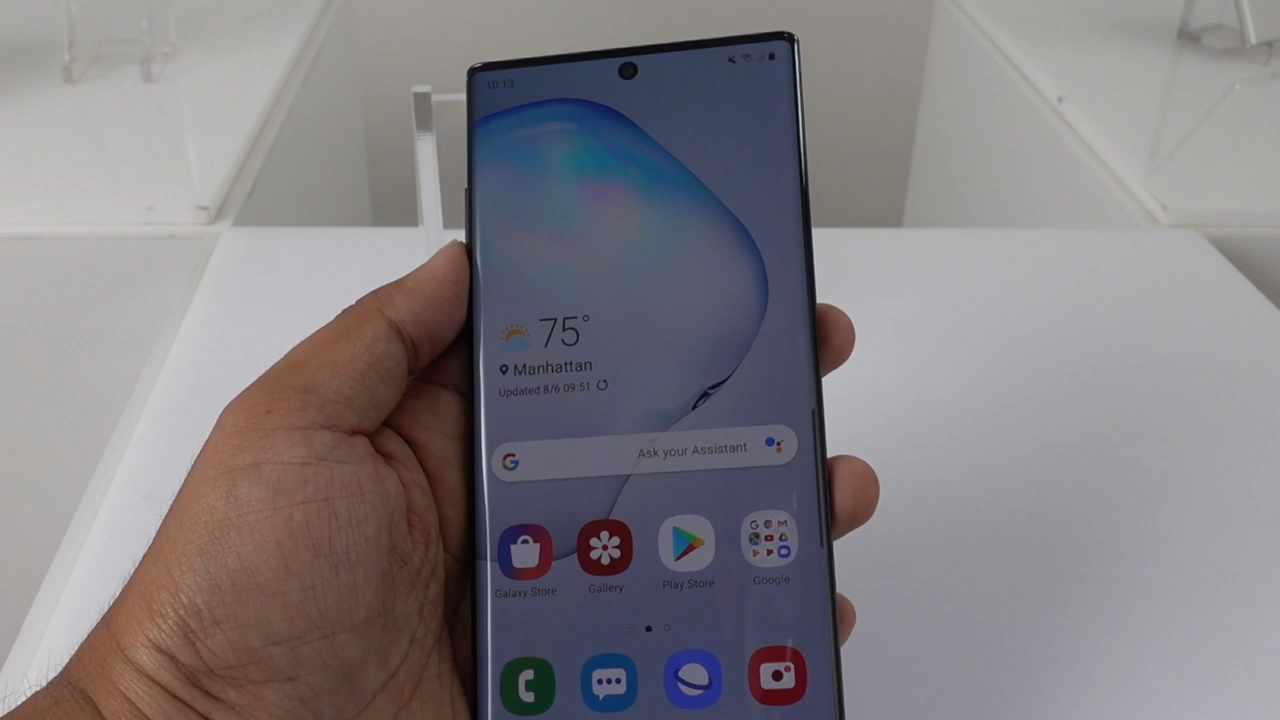 10:13
75°
Manhattan
Updated 8/6 09:51
Ask your Assistant
Galaxy Store
Gallery
Play Store
Google